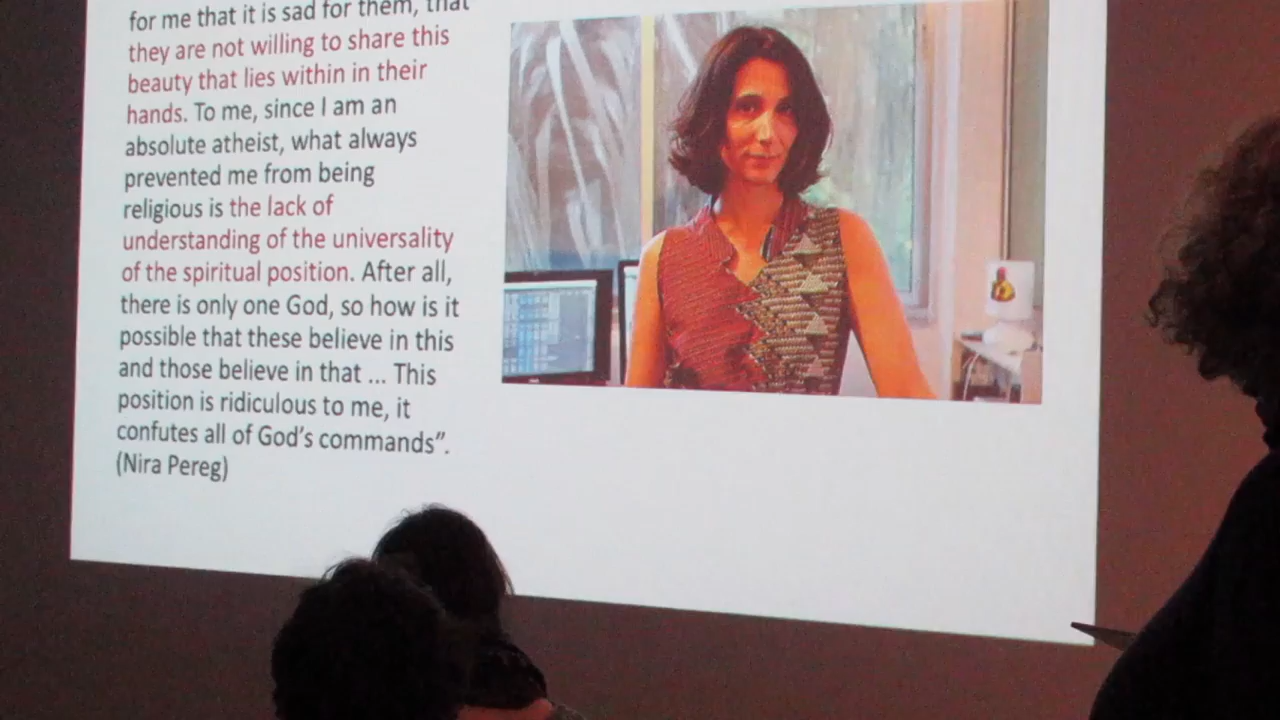 for me that it is sad for them, that
they are not willing to share this
beauty that lies within in their
hands. To me, since I am an
absolute atheist, what always
prevented me from being
religious is the lack of
understanding of the universality
of the spiritual position. After all,
there is only one God, so how is it
possible that these believe in this
and those believe in that ... This
position is ridiculous to me, it
confutes all of God's commands”.
(Nira Pereg)